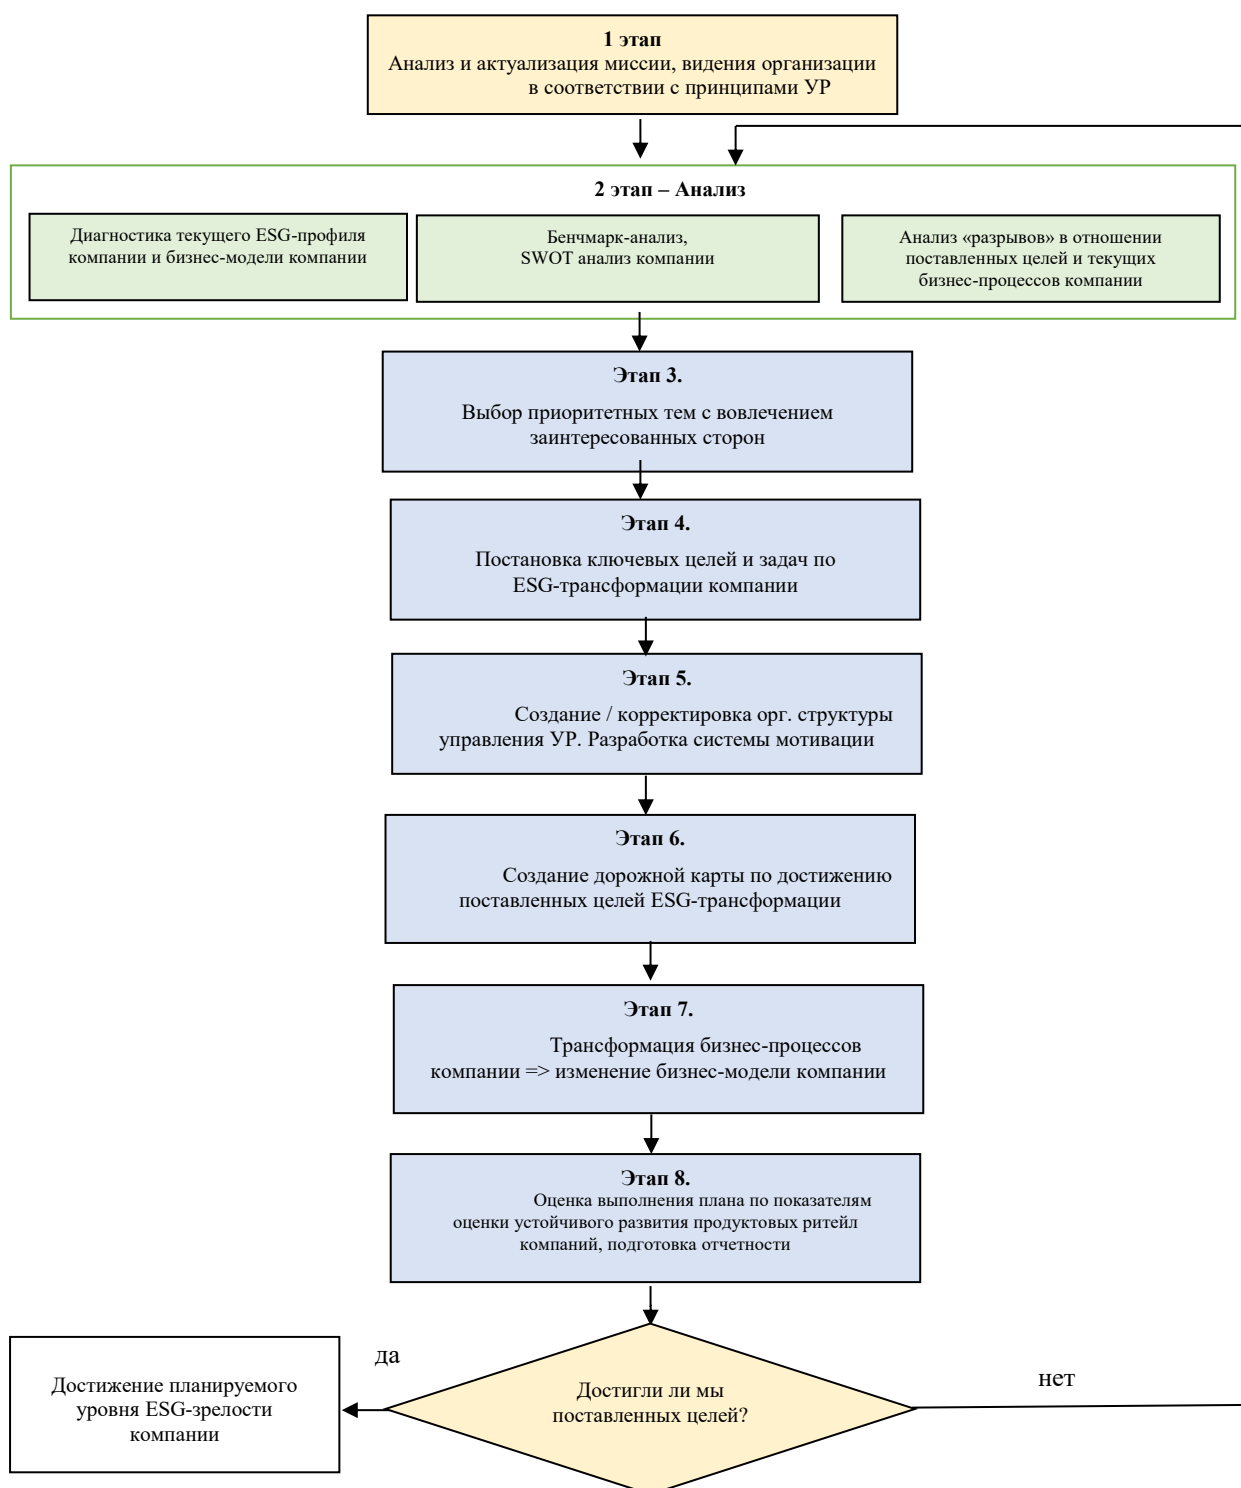 1 этап
Анализ и актуализация миссии, видения организации
в соответствии с принципами УР
2 этап – Анализ
Диагностика текущего ESG-профиля
компании и бизнес-модели компании
Бенчмарк-анализ,
SWOT анализ компании
Анализ «разрывов» в отношении
поставленных целей и текущих
бизнес-процессов компании
Этап 3.
Выбор приоритетных тем с вовлечением
заинтересованных сторон
Этап 4.
Постановка ключевых целей и задач по
ESG-трансформации компании
Этап 5.
Создание / корректировка орг. структуры
управления УР. Разработка системы мотивации
Этап 6.
Создание дорожной карты по достижению
поставленных целей ESG-трансформации
Этап 7.
Трансформация бизнес-процессов
компании => изменение бизнес-модели компании
Этап 8.
Оценка выполнения плана по показателям
оценки устойчивого развития продуктовых ритейл
компаний, подготовка отчетности
да
Достигли ли мы
поставленных целей?
нет
Достижение планируемого
уровня ESG-зрелости
компании